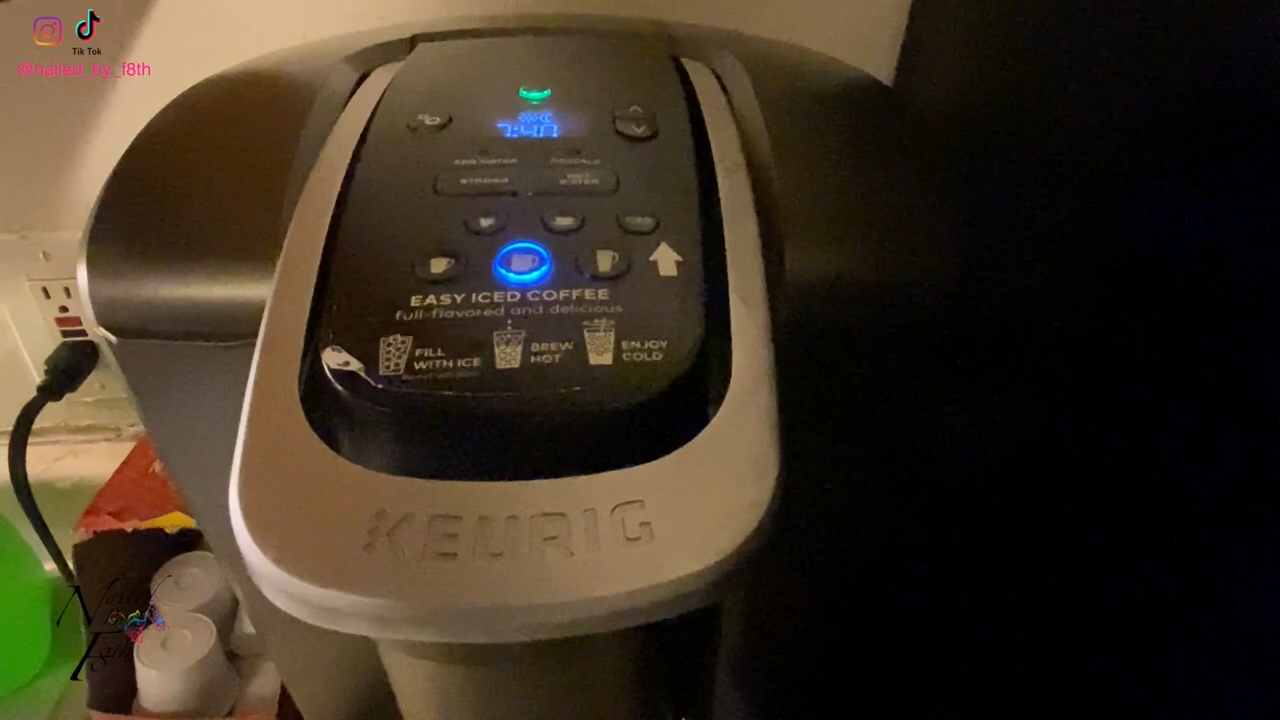 Tik Tok
@nailed_by_f8th
7:40
ADD WATER DESCALE
STRONG HOT WATER
EASY ICED COFFEE
full-flavored and delicious
FILL WITH ICE
BREW HOT
ENJOY COLD
KEURIG